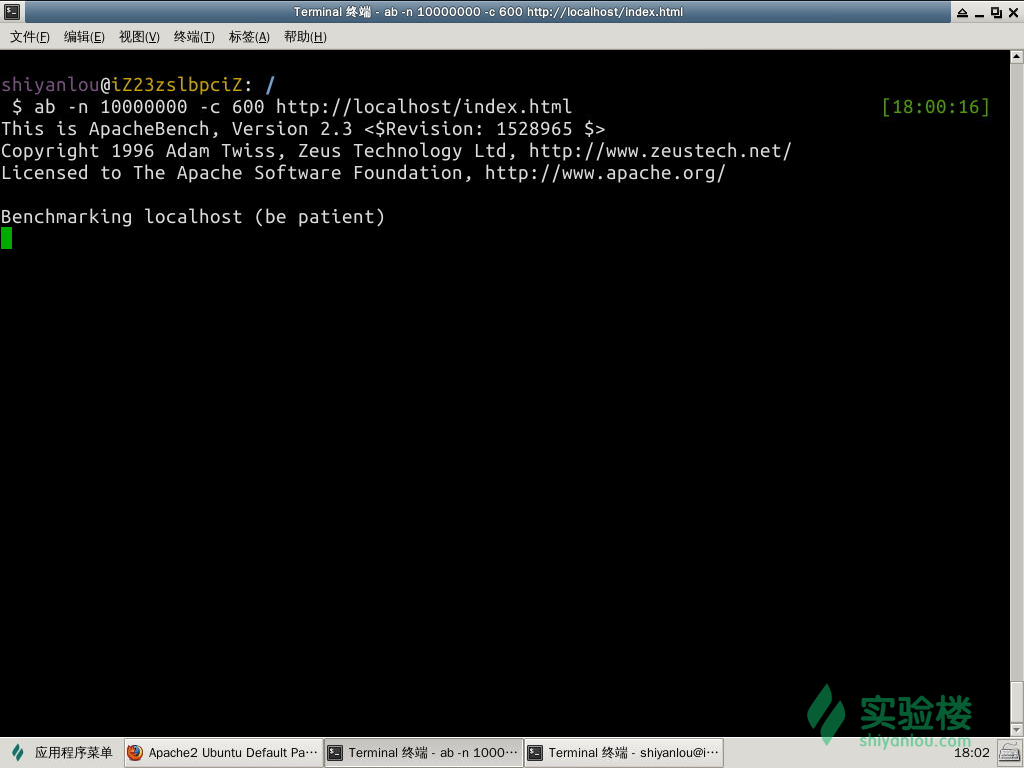 Terminal 终端 - ab -n 10000000 -c 600 http://localhost/index.html
文件(F) 编辑(E) 视图(V) 终端(T) 标签(A) 帮助(H)
shiyanlou@iZ23zslbpciZ: /
$ ab -n 10000000 -c 600 http://localhost/index.html [18:00:16]
This is ApacheBench, Version 2.3 <$Revision: 1528965 $>
Copyright 1996 Adam Twiss, Zeus Technology Ltd, http://www.zeustech.net/
Licensed to The Apache Software Foundation, http://www.apache.org/
Benchmarking localhost (be patient)
实验楼
shiyanlou.com
应用程序菜单 Apache2 Ubuntu Default Pa··· Terminal 终端 - ab -n 1000··· Terminal 终端 - shiyanlou@i··· 18:02